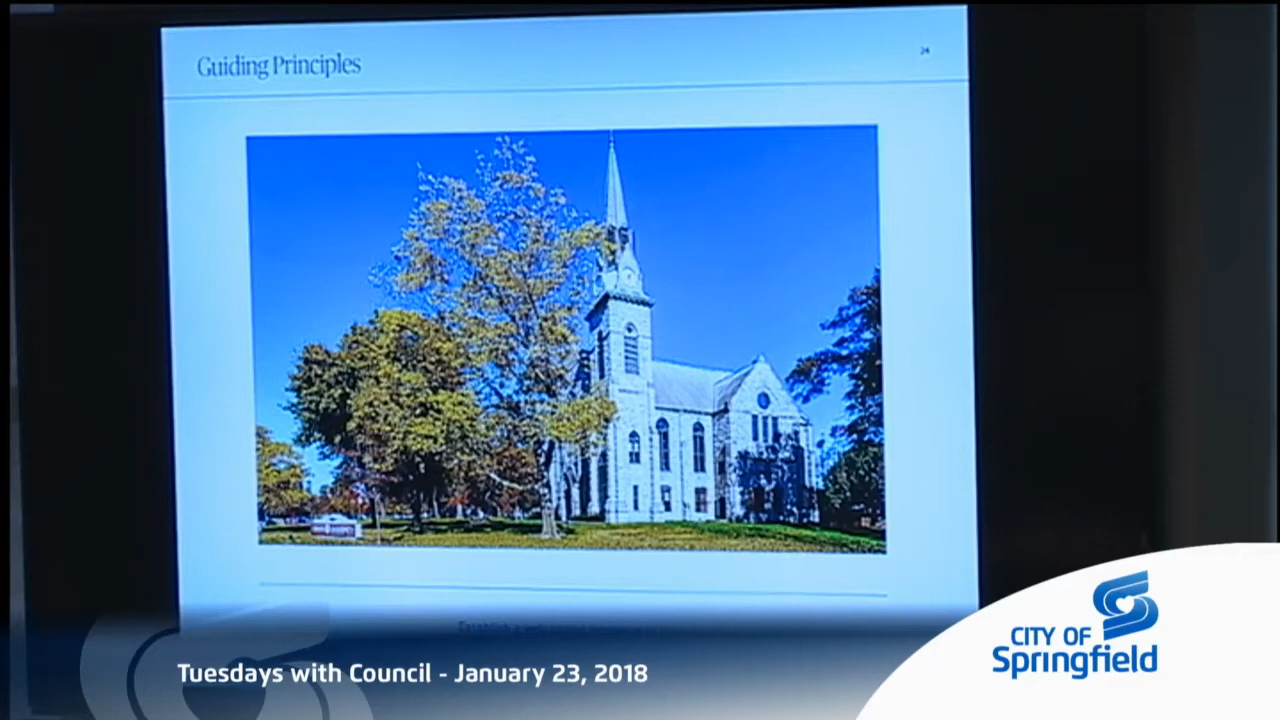 Guiding Principles
24
Tuesdays with Council - January 23, 2018
CITY OF
Springfield